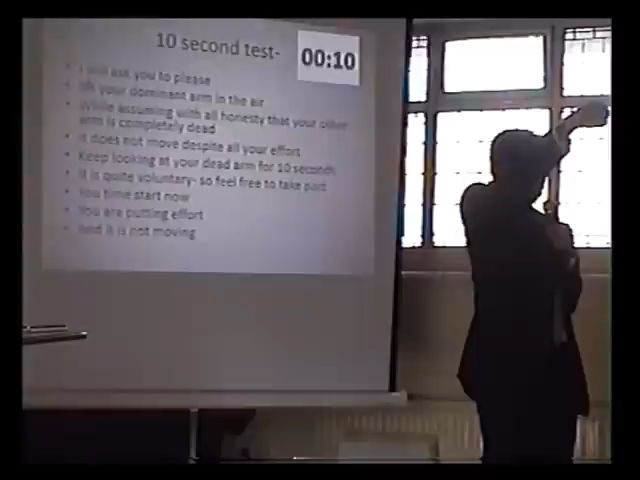 10 second test-
00:10
I will ask you to please
lift your dominant arm in the air
While assuming with all honesty that your other
arm is completely dead
It does not move despite all your effort
Keep looking at your dead arm for 10 seconds
It is quite voluntary- so feel free to take part
You time start now
You are putting effort
And it is not moving